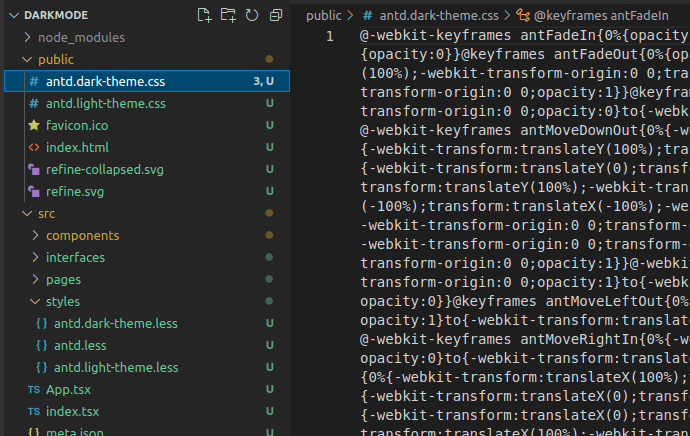 DARKMODE
node_modules
public
antd.dark-theme.css 3, U
antd.light-theme.css U
favicon.ico U
index.html U
refine-collapsed.svg U
refine.svg U
src
components
interfaces
pages
styles
antd.dark-theme.less U
antd.less U
antd.light-theme.less U
App.tsx U
index.tsx U
meta.json U
public > antd.dark-theme.css > @keyframes antFadeIn
1 @-webkit-keyframes antFadeIn{0%{opacity
{opacity:0}}@keyframes antFadeOut{0%{opa
(100%);-webkit-transform-origin:0 0;tra
transform-origin:0 0;opacity:1}}@keyfra
transform-origin:0 0;opacity:0}to{-webk
@-webkit-keyframes antMoveDownOut{0%{-w
{-webkit-transform:translateY(100%);tra
{-webkit-transform:translateY(0);transf
transform:translateY(100%);-webkit-tran
(-100%);transform:translateX(-100%);-we
-webkit-transform-origin:0 0;transform-
-webkit-transform-origin:0 0;transform-
transform-origin:0 0;opacity:1}}@-webki
transform-origin:0 0;opacity:1}to{-webk
opacity:0}}@keyframes antMoveLeftOut{0%
opacity:1}to{-webkit-transform:translat
@-webkit-keyframes antMoveRightIn{0%{-w
opacity:0}to{-webkit-transform:translat
{0%{-webkit-transform:translateX(100%);
{-webkit-transform:translateX(0);transf
{-webkit-transform:translateX(0);transf
transform:translateX(100%);-webkit-tran